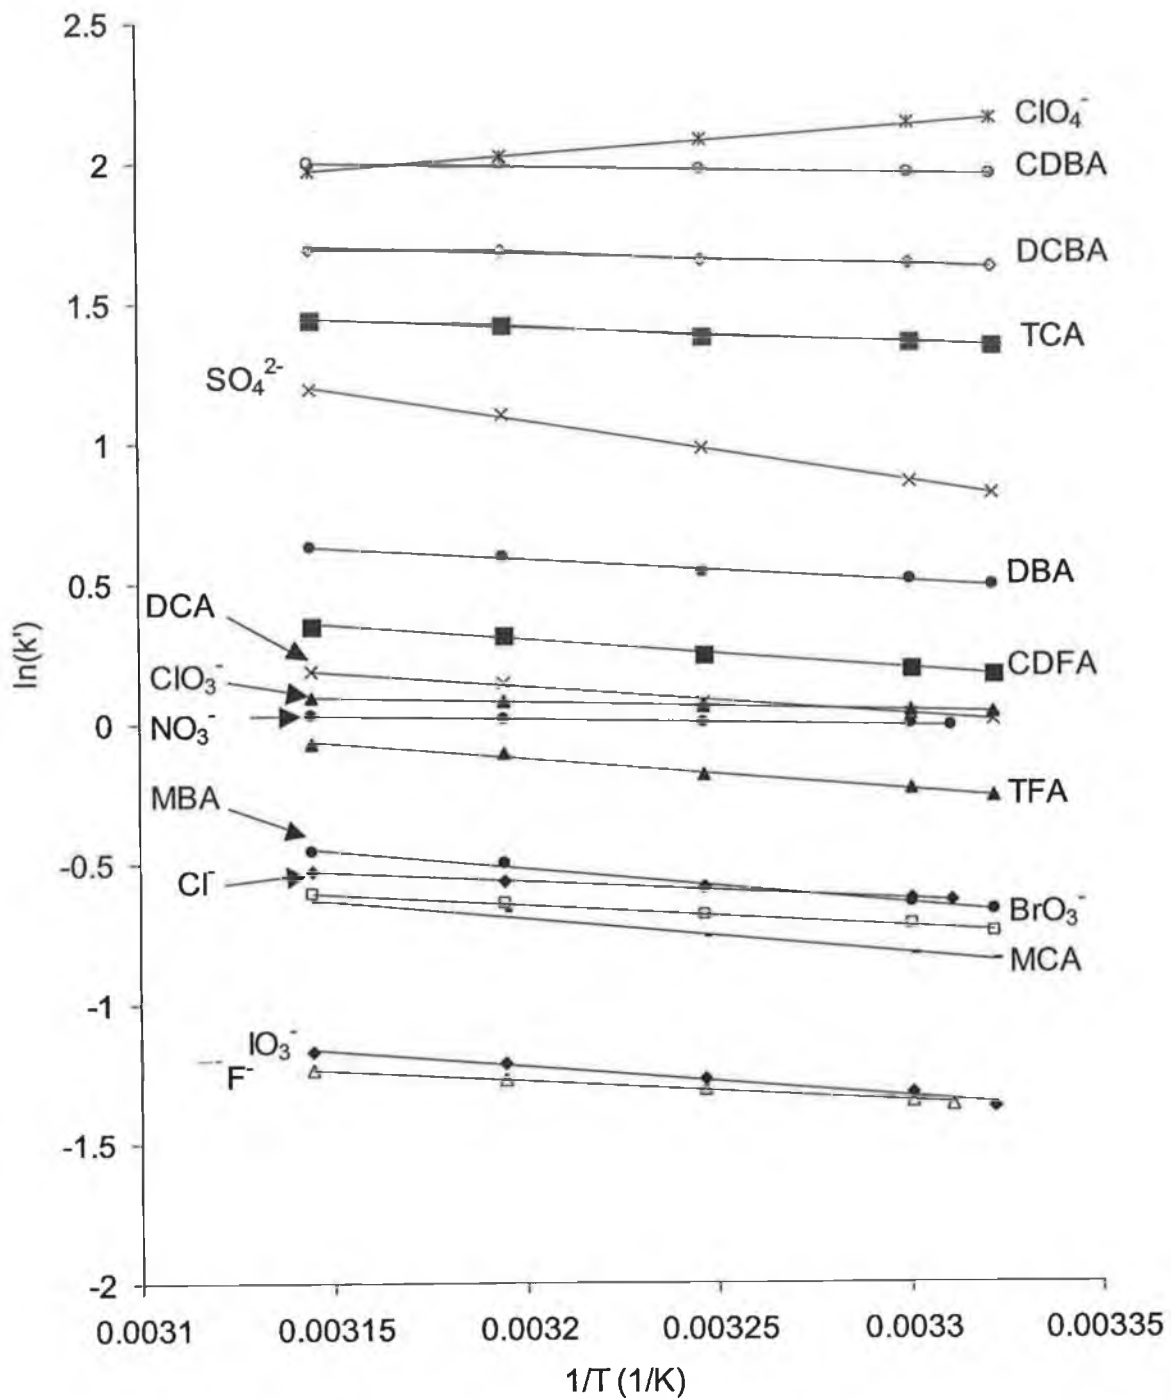 2.5
ClO₄⁻
2
CDBA
DCBA
1.5
TCA
SO₄²⁻
1
0.5
DBA
DCA
ln(k')
CDFA
ClO₃⁻
0
NO₃⁻
TFA
MBA
-0.5
Cl⁻
BrO₃⁻
MCA
-1
IO₃⁻
F⁻
-1.5
-2
0.0031 0.00315 0.0032 0.00325 0.0033 0.00335
1/T (1/K)